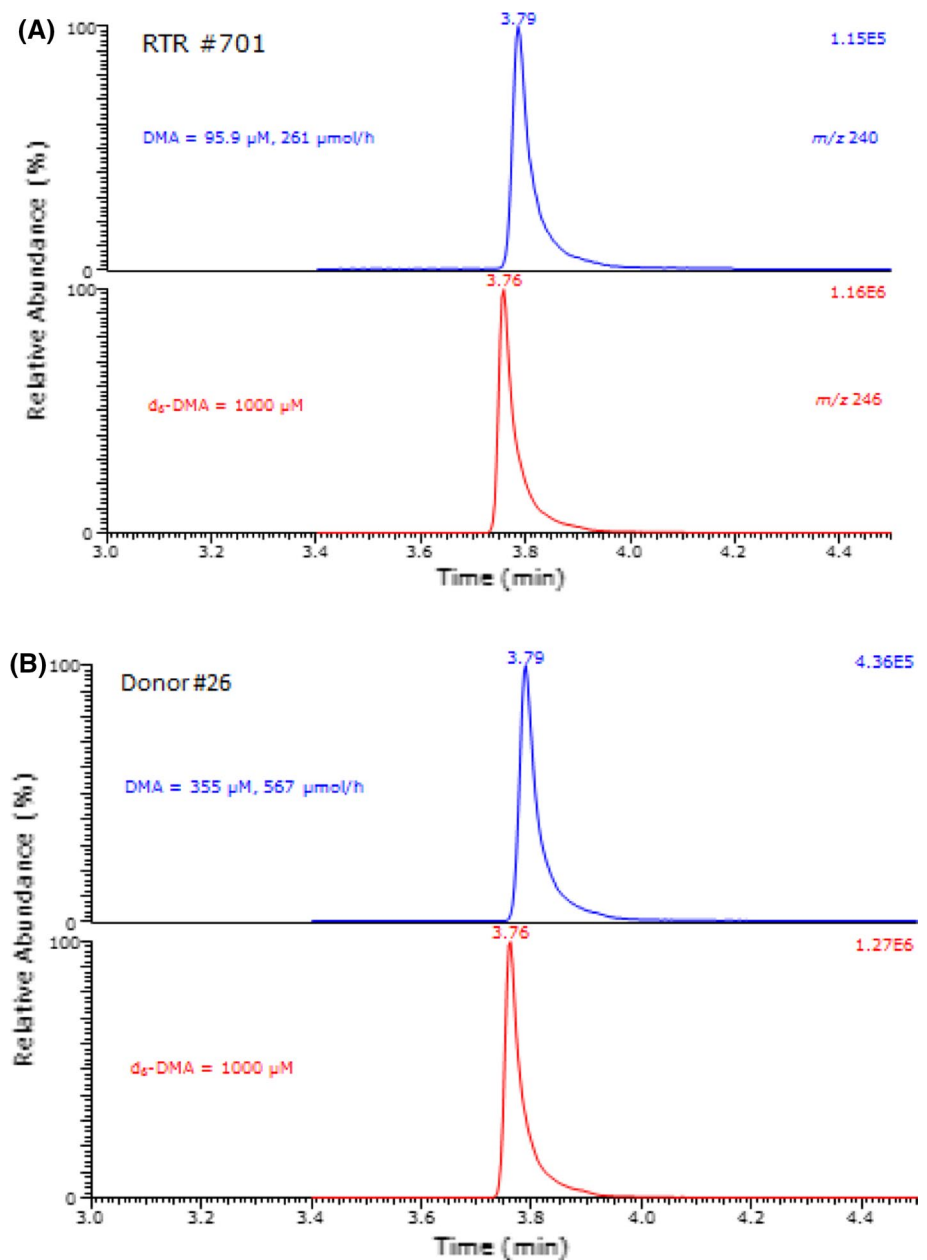 (A)
100
3.79
RTR #701
1.15E5
DMA = 95.9 µM, 261 µmol/h
m/z 240
Relative Abundance (%)
0
100
3.76
1.16E6
d₆-DMA = 1000 µM
m/z 246
0
3.0 3.2 3.4 3.6 3.8 4.0 4.2 4.4
Time (min)
(B)
100
3.79
Donor #26
4.36E5
DMA = 355 µM, 567 µmol/h
Relative Abundance (%)
0
100
3.76
1.27E6
d₆-DMA = 1000 µM
0
3.0 3.2 3.4 3.6 3.8 4.0 4.2 4.4
Time (min)